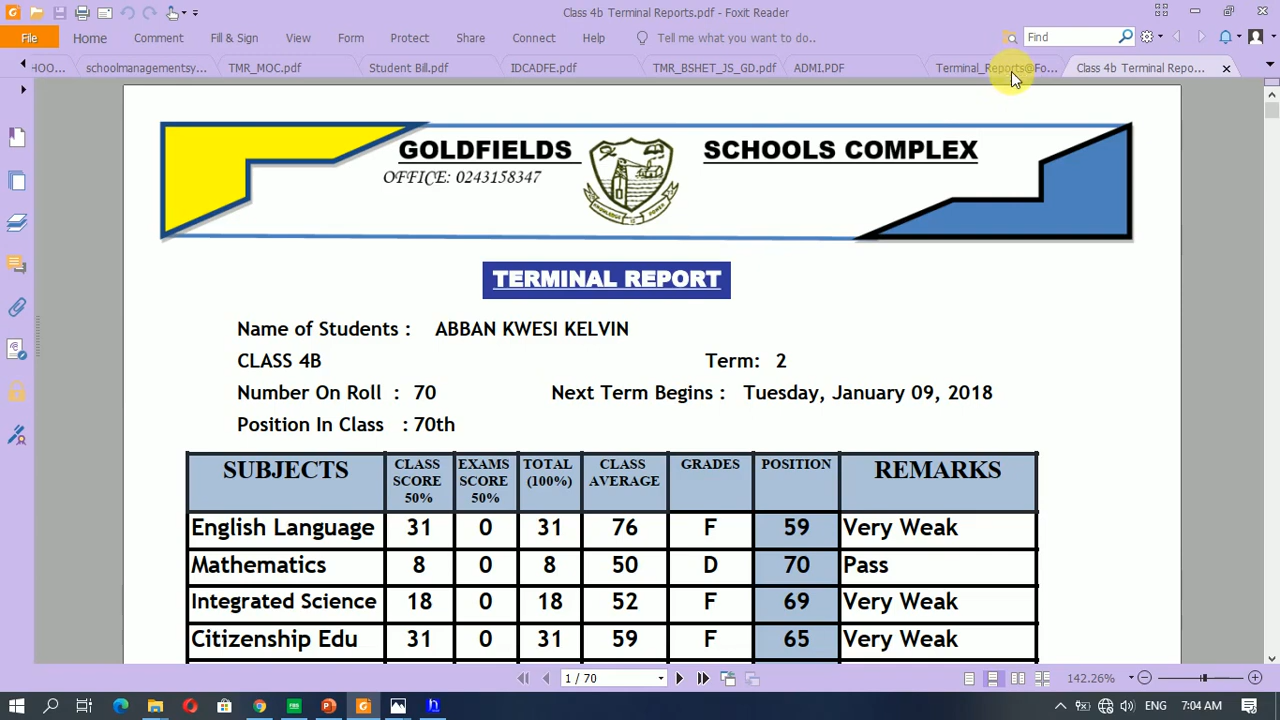 Class 4b Terminal Reports.pdf - Foxit Reader
File Home Comment Fill & Sign View Form Protect Share Connect Help Tell me what you want to do... Find
HOO... schoolmanagementsy... TMR_MOC.pdf Student Bill.pdf IDCADFE.pdf TMR_BSHET_JS_GD.pdf ADMI.PDF Terminal_Reports@Fo... Class 4b Terminal Repo...
GOLDFIELDS SCHOOLS COMPLEX
OFFICE: 0243158347
KNOWLEDGE IS POWER
TERMINAL REPORT
Name of Students : ABBAN KWESI KELVIN
CLASS 4B Term: 2
Number On Roll : 70 Next Term Begins : Tuesday, January 09, 2018
Position In Class : 70th
SUBJECTS CLASS SCORE 50% EXAMS SCORE 50% TOTAL (100%) CLASS AVERAGE GRADES POSITION REMARKS
English Language 31 0 31 76 F 59 Very Weak
Mathematics 8 0 8 50 D 70 Pass
Integrated Science 18 0 18 52 F 69 Very Weak
Citizenship Edu 31 0 31 59 F 65 Very Weak
1 / 70 142.26%
ENG 7:04 AM